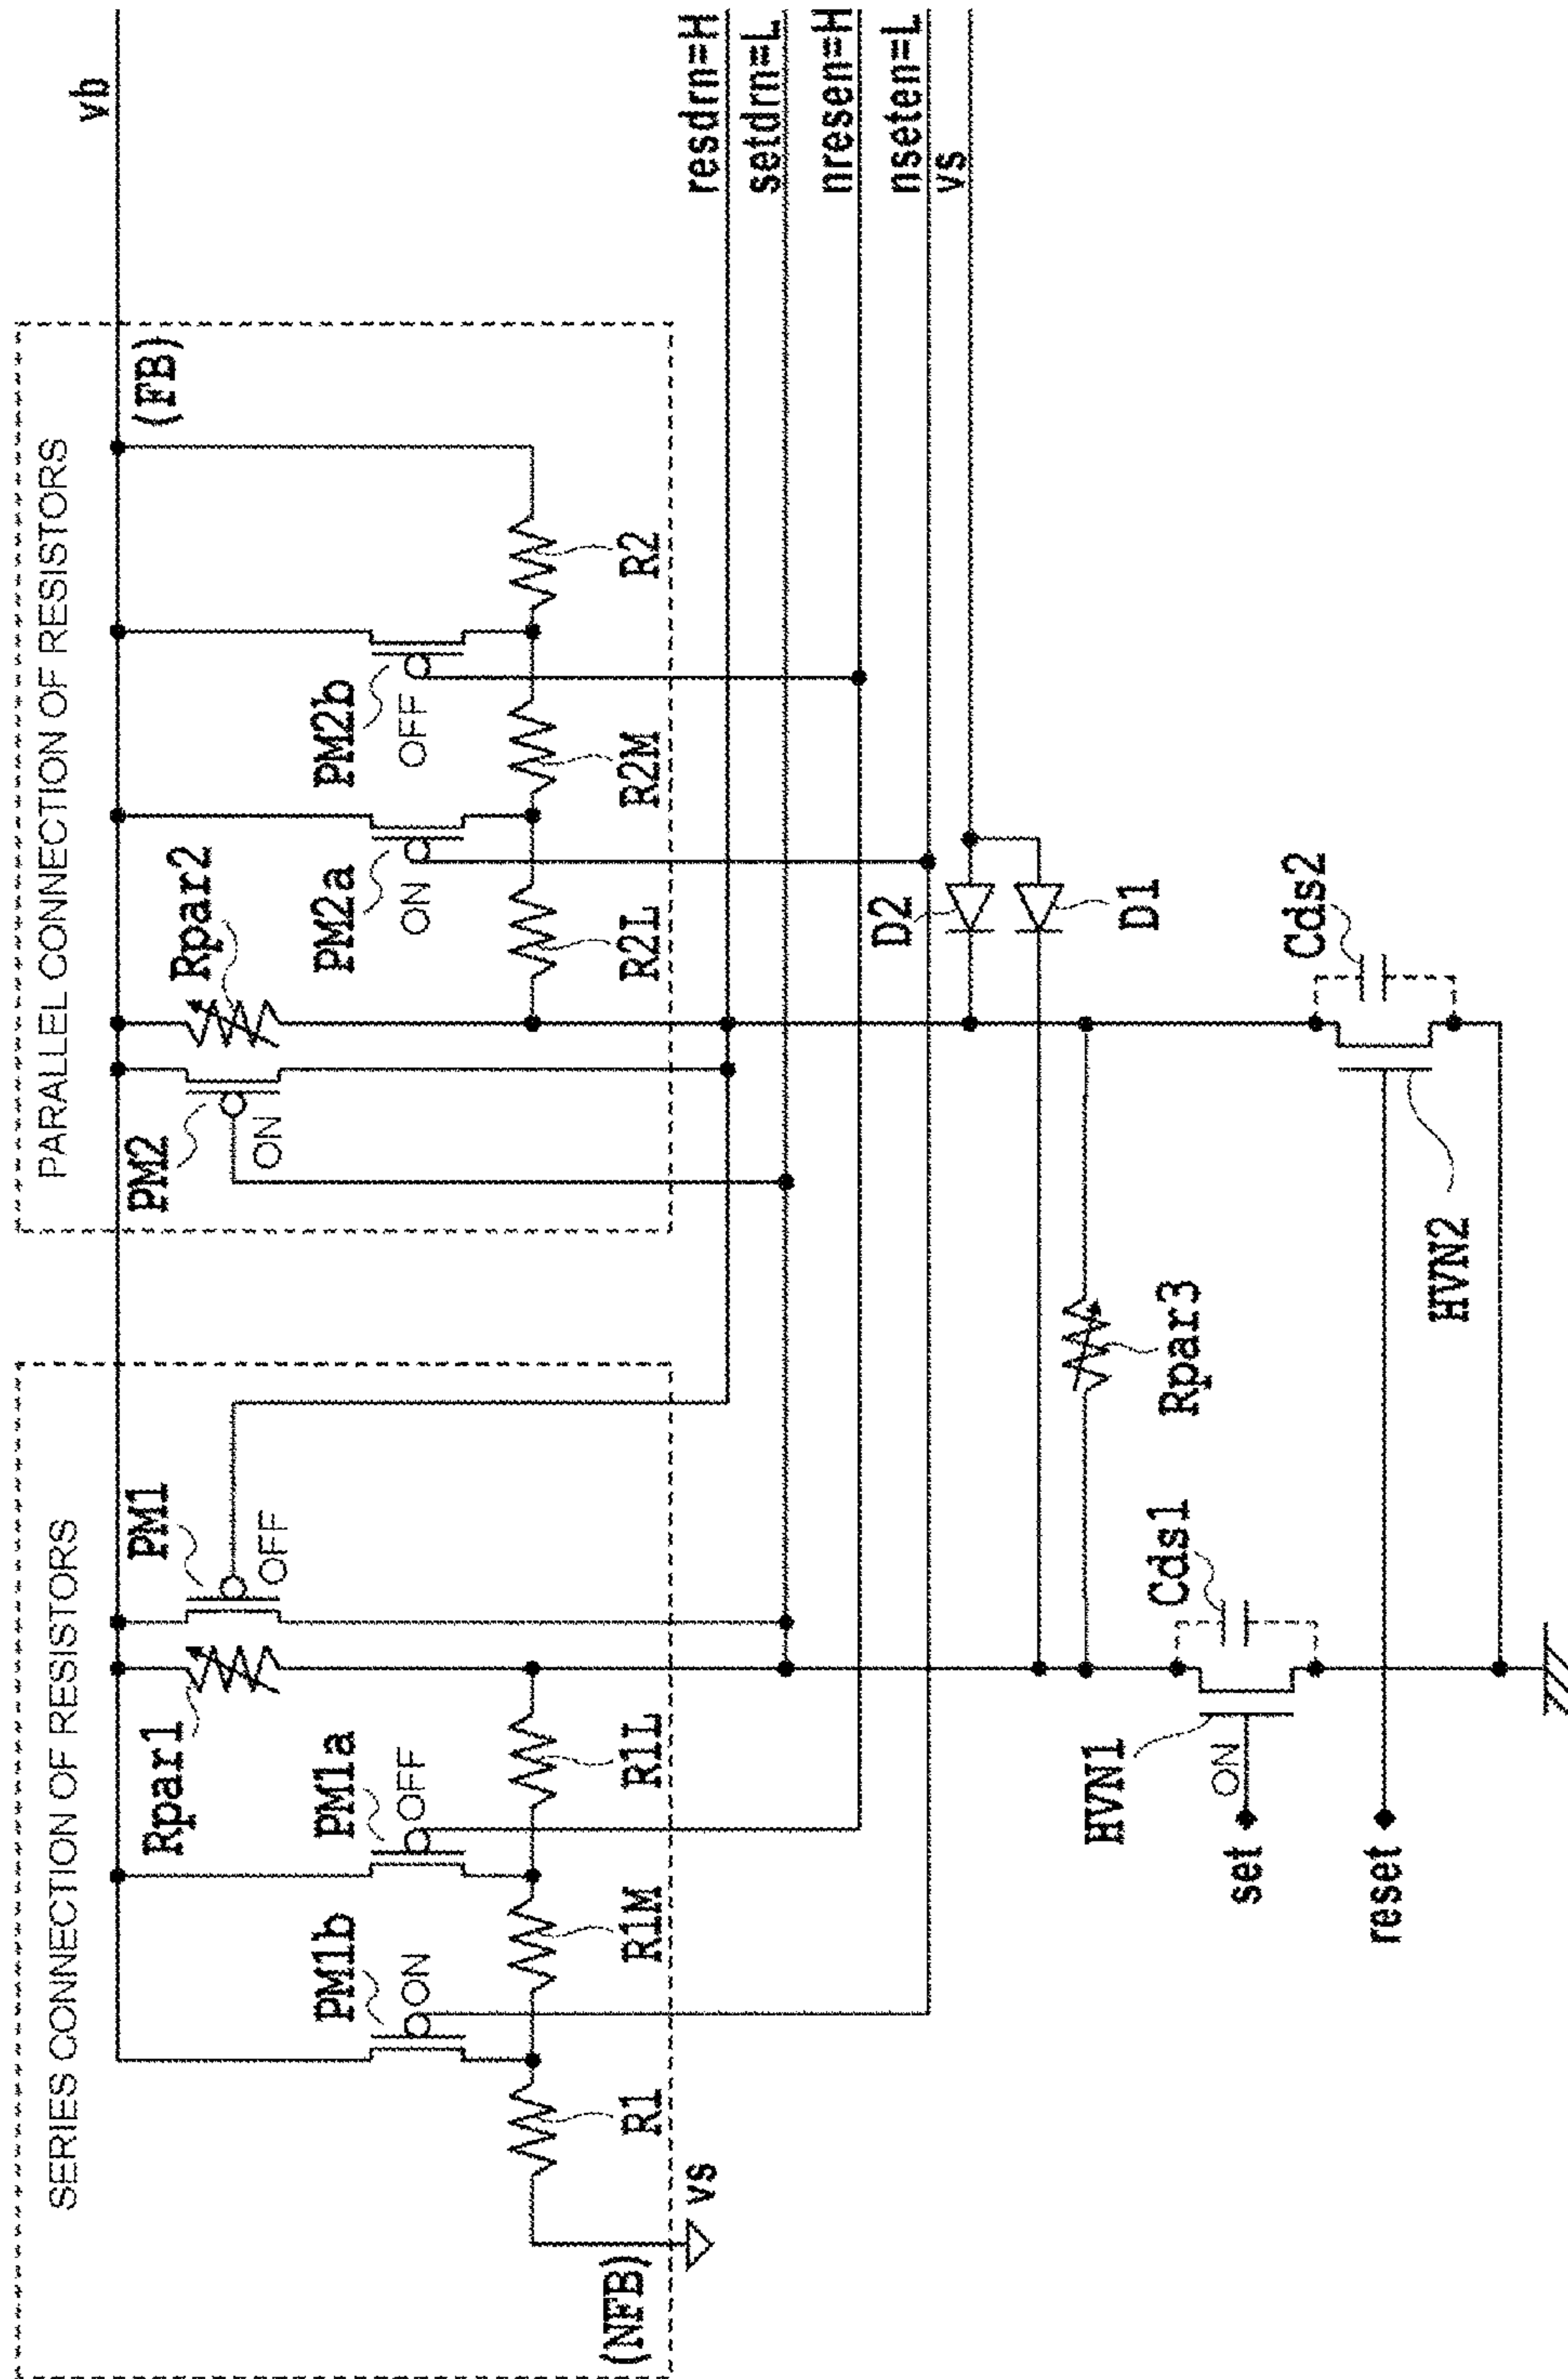 SERIES CONNECTION OF RESISTORS
PARALLEL CONNECTION OF RESISTORS
vb
Rpar1
PM1
OFF
PM2
ON
Rpar2
(FB)
PM1b
ON
PM1a
OFF
PM2a
ON
PM2b
OFF
R1
R1M
R1L
R2L
R2M
R2
(NFB)
vs
resdrn=H
setdrn=L
nresen=H
nseten=L
vs
D2
D1
Rpar3
HVN1
ON
Cds1
Cds2
set
reset
HVN2